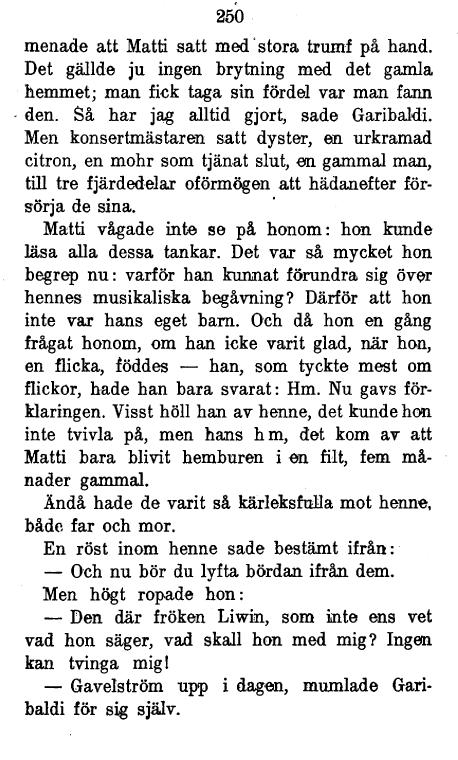 250
menade att Matti satt med stora trumf på hand.
Det gällde ju ingen brytning med det gamla
hemmet; man fick taga sin fördel var man fann
den. Så har jag alltid gjort, sade Garibaldi.
Men konsertmästaren satt dyster, en urkramad
citron, en mohr som tjänat slut, en gammal man,
till tre fjärdedelar oförmögen att hädanefter för-
sörja de sina.
Matti vågade inte se på honom: hon kunde
läsa alla dessa tankar. Det var så mycket hon
begrep nu: varför han kunnat förundra sig över
hennes musikaliska begåvning? Därför att hon
inte var hans eget barn. Och då hon en gång
frågat honom, om han icke varit glad, när hon,
en flicka, föddes — han, som tyckte mest om
flickor, hade han bara svarat: Hm. Nu gavs för-
klaringen. Visst höll han av henne, det kunde hon
inte tvivla på, men hans hm, det kom av att
Matti bara blivit hemburen i en filt, fem må-
nader gammal.
Ändå hade de varit så kärleksfulla mot henne,
både far och mor.
En röst inom henne sade bestämt ifrån:
— Och nu bör du lyfta bördan ifrån dem.
Men högt ropade hon:
— Den där fröken Liwin, som inte ens vet
vad hon säger, vad skall hon med mig? Ingen
kan tvinga mig!
— Gavelström upp i dagen, mumlade Gari-
baldi för sig själv.